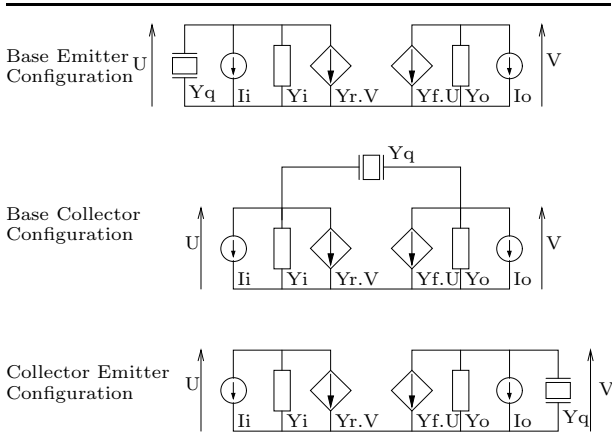 Base Emitter
Configuration
U
Yq
Ii
Yi
Yr.V
Yf.U
Yo
Io
V
Yq
Base Collector
Configuration
U
Ii
Yi
Yr.V
Yf.U
Yo
Io
V
Collector Emitter
Configuration
U
Ii
Yi
Yr.V
Yf.U
Yo
Io
Yq
V